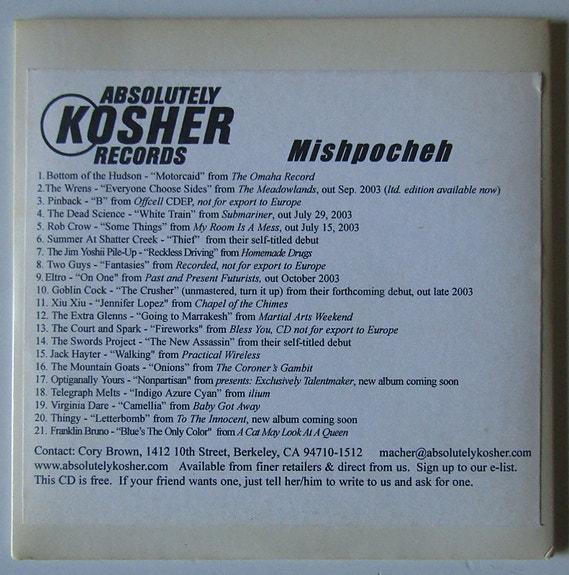 ABSOLUTELY
KOSHER
RECORDS
Mishpocheh
1. Bottom of the Hudson - “Motorcaid” from The Omaha Record
2. The Wrens - “Everyone Choose Sides” from The Meadowlands, out Sep. 2003 (ltd. edition available now)
3. Pinback - “B” from Offcell CDEP, not for export to Europe
4. The Dead Science - “White Train” from Submariner, out July 29, 2003
5. Rob Crow - “Some Things” from My Room Is A Mess, out July 15, 2003
6. Summer At Shatter Creek - “Thief” from their self-titled debut
7. The Jim Yoshii Pile-Up - “Reckless Driving” from Homemade Drugs
8. Two Guys - “Fantasies” from Recorded, not for export to Europe
9. Eltro - “On One" from Past and Present Futurists, out October 2003
10. Goblin Cock - “The Crusher” (unmastered, turn it up) from their forthcoming debut, out late 2003
11. Xiu Xiu - “Jennifer Lopez" from Chapel of the Chimes
12. The Extra Glenns - “Going to Marrakesh” from Martial Arts Weekend
13. The Court and Spark - “Fireworks" from Bless You, CD not for export to Europe
14. The Swords Project - “The New Assassin” from their self-titled debut
15. Jack Hayter - “Walking" from Practical Wireless
16. The Mountain Goats - “Onions” from The Coroner's Gambit
17. Optiganally Yours - “Nonpartisan" from presents: Exclusively Talentmaker, new album coming soon
18. Telegraph Melts - “Indigo Azure Cyan” from ilium
19. Virginia Dare - “Camellia” from Baby Got Away
20. Thingy - “Letterbomb” from To The Innocent, new album coming soon
21. Franklin Bruno - “Blue's The Only Color" from A Cat May Look At A Queen
Contact: Cory Brown, 1412 10th Street, Berkeley, CA 94710-1512 macher@absolutelykosher.com
www.absolutelykosher.com Available from finer retailers & direct from us. Sign up to our e-list.
This CD is free. If your friend wants one, just tell her/him to write to us and ask for one.